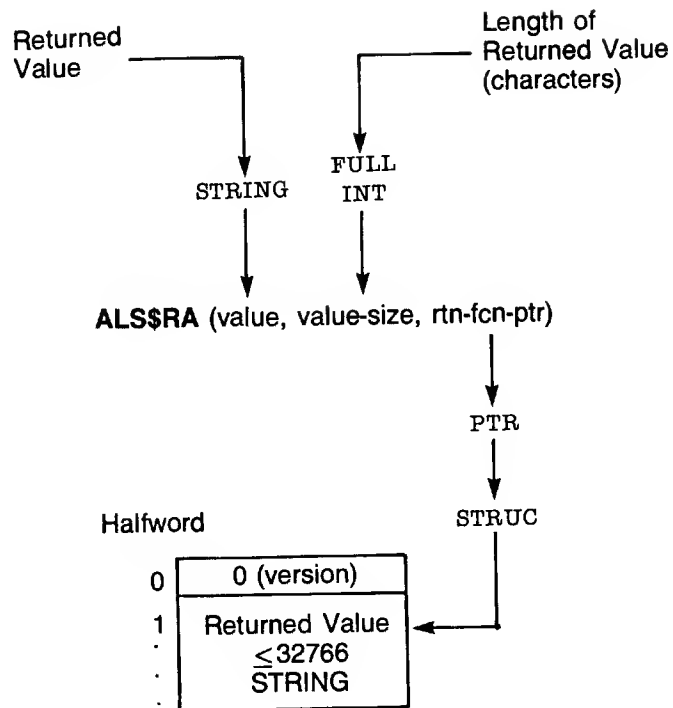 Returned
Value
Length of
Returned Value
(characters)
STRING
FULL
INT
ALS$RA (value, value-size, rtn-fcn-ptr)
PTR
STRUC
Halfword
0
0 (version)
1
Returned Value
.
≤32766
.
STRING
.